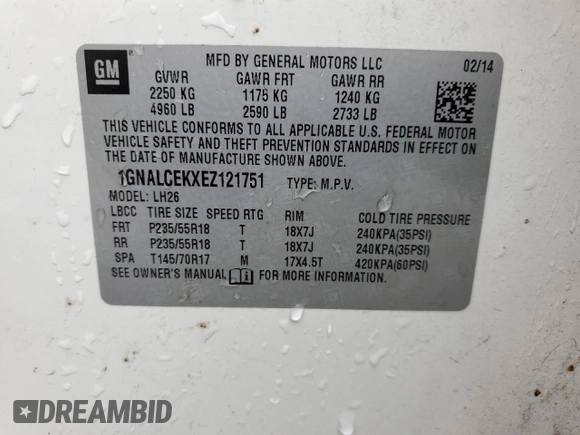 GM
MFD BY GENERAL MOTORS LLC 02/14
GVWR GAWR FRT GAWR RR
2250 KG 1175 KG 1240 KG
4960 LB 2590 LB 2733 LB
THIS VEHICLE CONFORMS TO ALL APPLICABLE U.S. FEDERAL MOTOR
VEHICLE SAFETY AND THEFT PREVENTION STANDARDS IN EFFECT ON
THE DATE OF MANUFACTURE SHOWN ABOVE.
1GNALCEKXEZ121751 TYPE: M.P.V.
MODEL: LH26
LBCC TIRE SIZE SPEED RTG RIM COLD TIRE PRESSURE
FRT P235/55R18 T 18X7J 240KPA(35PSI)
RR P235/55R18 T 18X7J 240KPA(35PSI)
SPA T145/70R17 M 17X4.5T 420KPA(60PSI)
SEE OWNER'S MANUAL FOR MORE INFORMATION.
DREAMBID